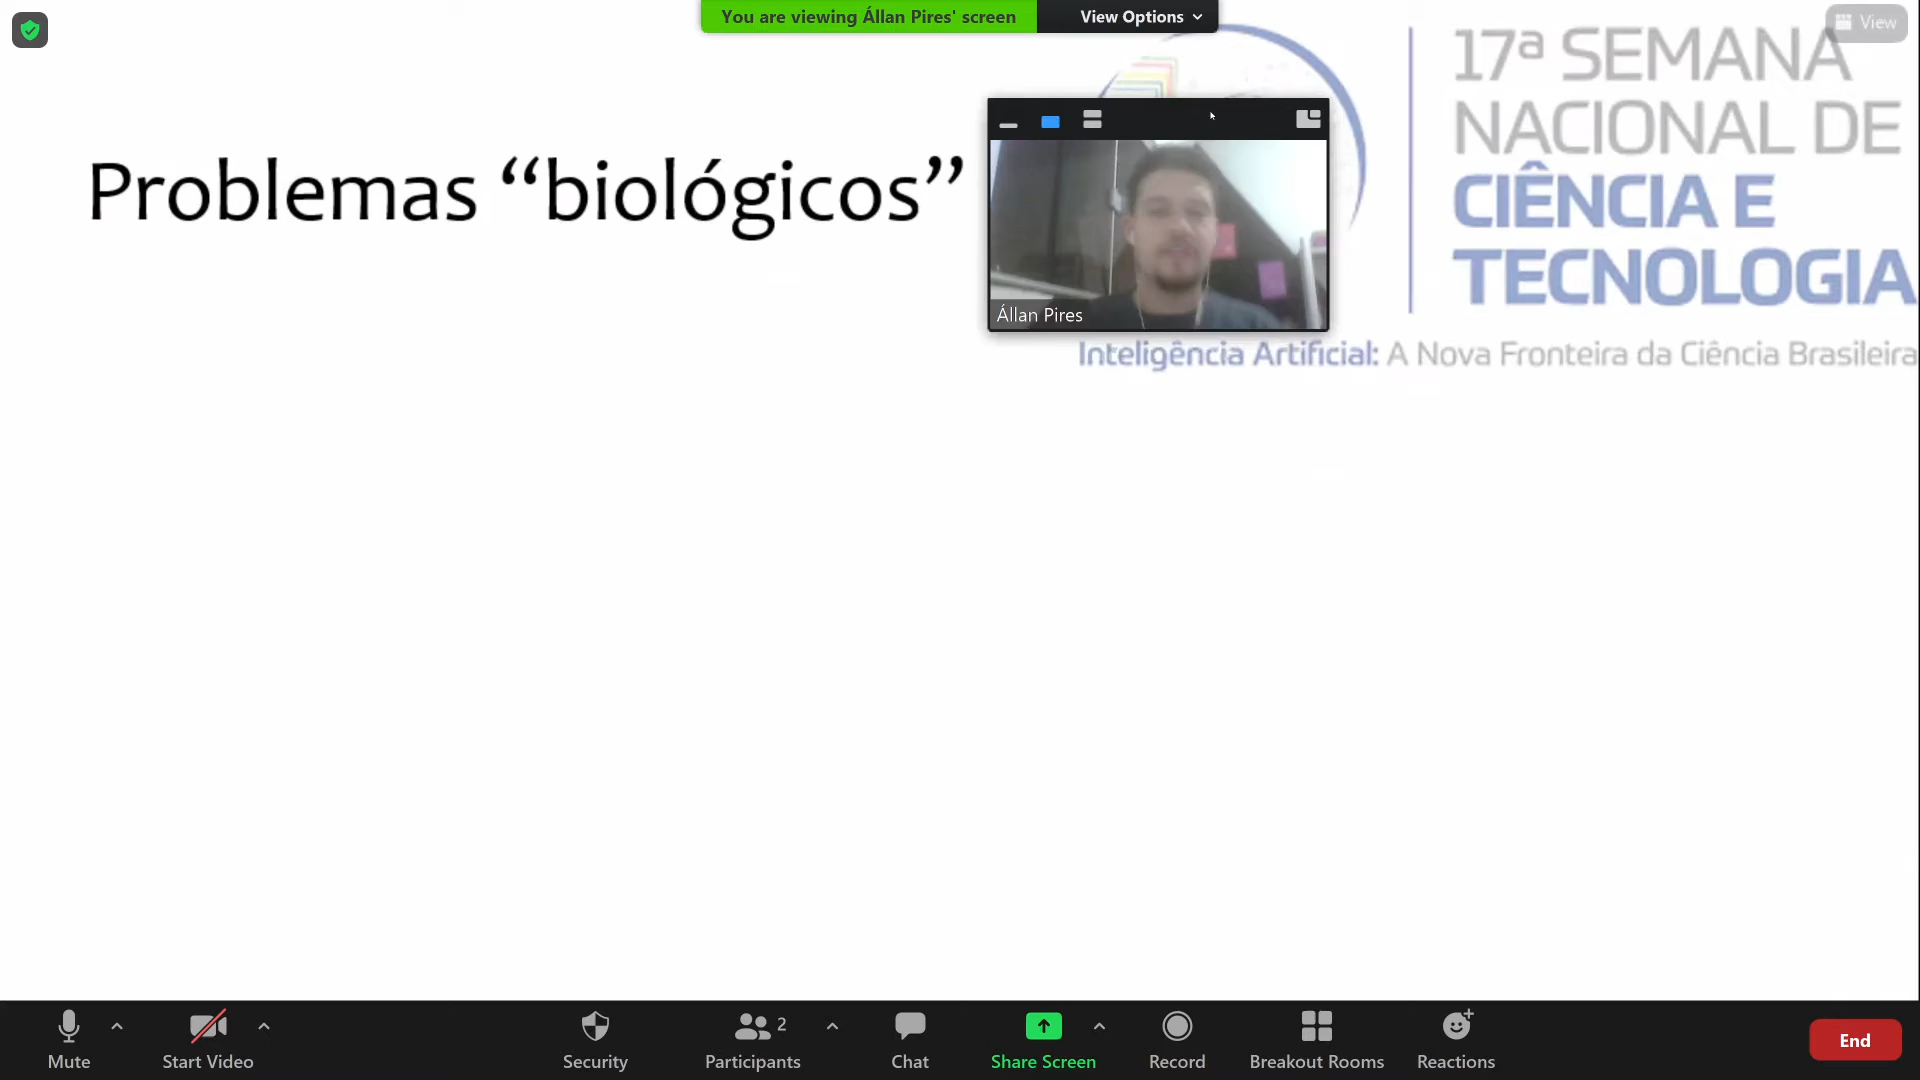 You are viewing Állan Pires' screen
View Options
View
17ª SEMANA
NACIONAL DE
CIÊNCIA E
TECNOLOGIA
Problemas “biológicos”
Állan Pires
Inteligência Artificial: A Nova Fronteira da Ciência Brasileira
Mute
Start Video
Security
Participants
2
Chat
Share Screen
Record
Breakout Rooms
Reactions
End